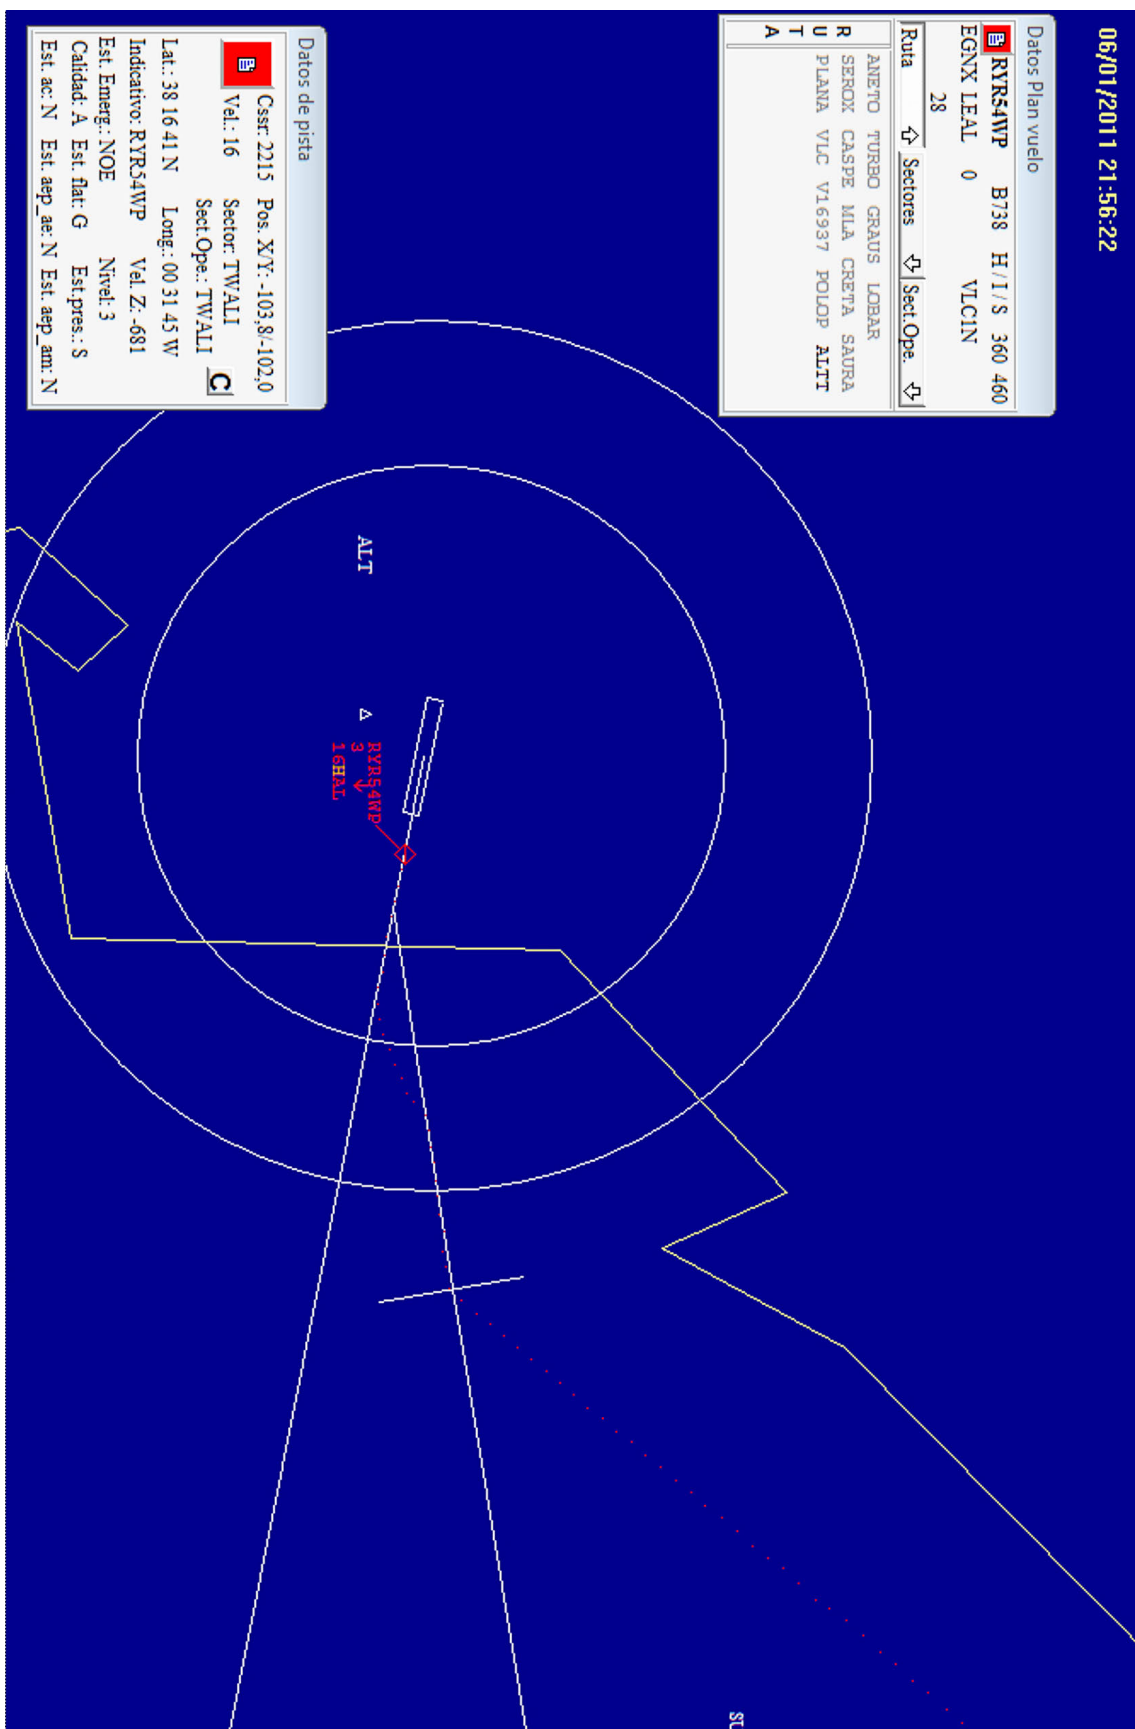 06/01/2011 21:56:22
Datos Plan vuelo
RYR54WP B738 H/I/S 360 460
EGNX LEAL 0 VLC1N
28
Ruta Sectores Sect.Ope.
ANETO TURBO GRAUS LOBAR
R SEROX CASPE MLA CRETA SAURA
U PLANA VLC V16937 POLOP ALTT
T
A
Datos de pista
Cssr: 2215 Pos. X/Y: -103,8/-102,0
Vel.: 16 Sector: TWALI
Sect.Ope.: TWALI C
Lat.: 38 16 41 N Long.: 00 31 45 W
Indicativo: RYR54WP Vel. Z: -681
Est. Emerg.: NOE Nivel: 3
Calidad: A Est. flat: G Est.pres.: S
Est. ac: N Est. aep_ae: N Est. aep_am: N
ALT
RYR54WP
3
16HAL